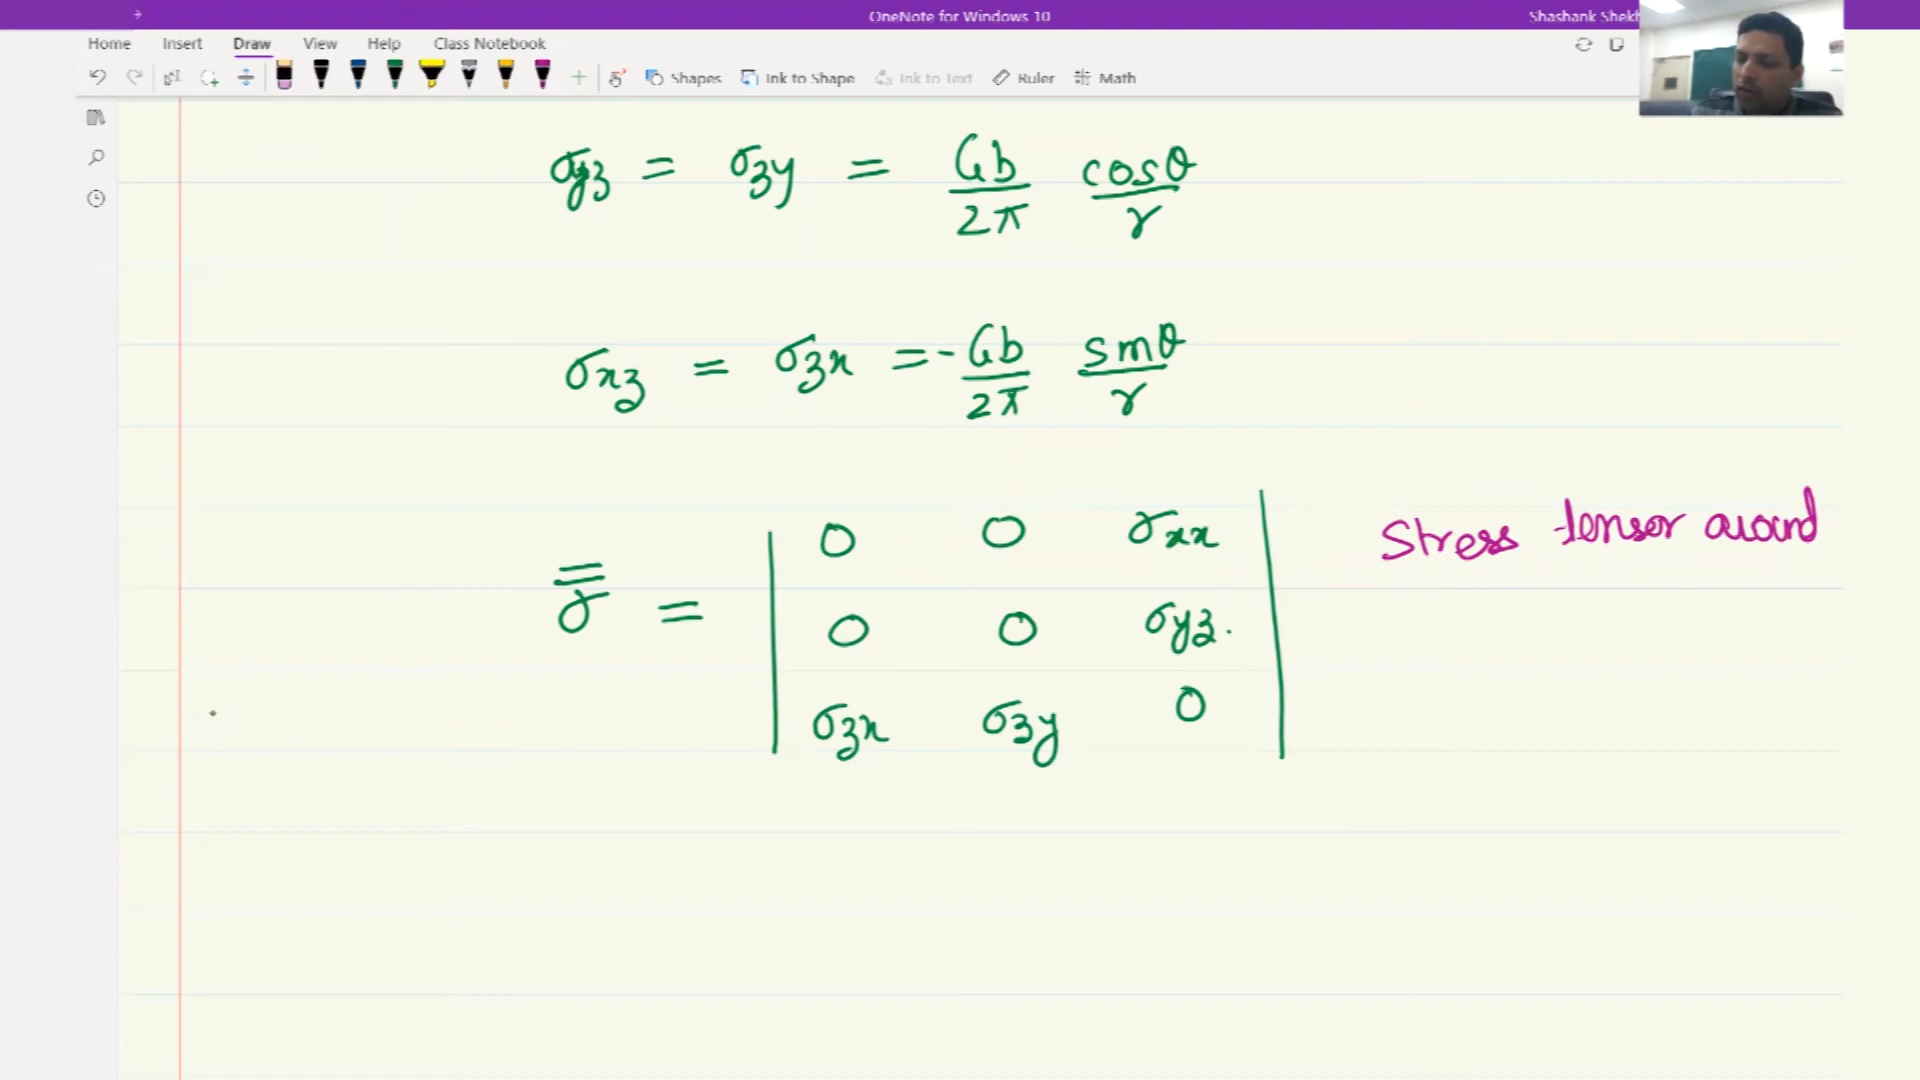 OneNote for Windows 10
Shashank Shekh
Home Insert Draw View Help Class Notebook
Shapes Ink to Shape Ink to Text Ruler Math
σyz = σzy = Gb/2π cosθ/r
σxz = σzx = -Gb/2π sinθ/r
0 0 σxx
Stress tensor around
σ = 0 0 σyz.
σzx σzy 0